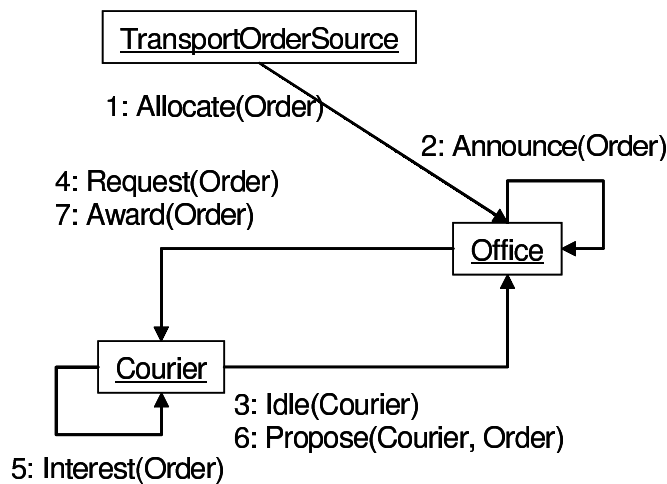 TransportOrderSource
1: Allocate(Order)
2: Announce(Order)
4: Request(Order)
7: Award(Order)
Office
Courier
3: Idle(Courier)
6: Propose(Courier, Order)
5: Interest(Order)